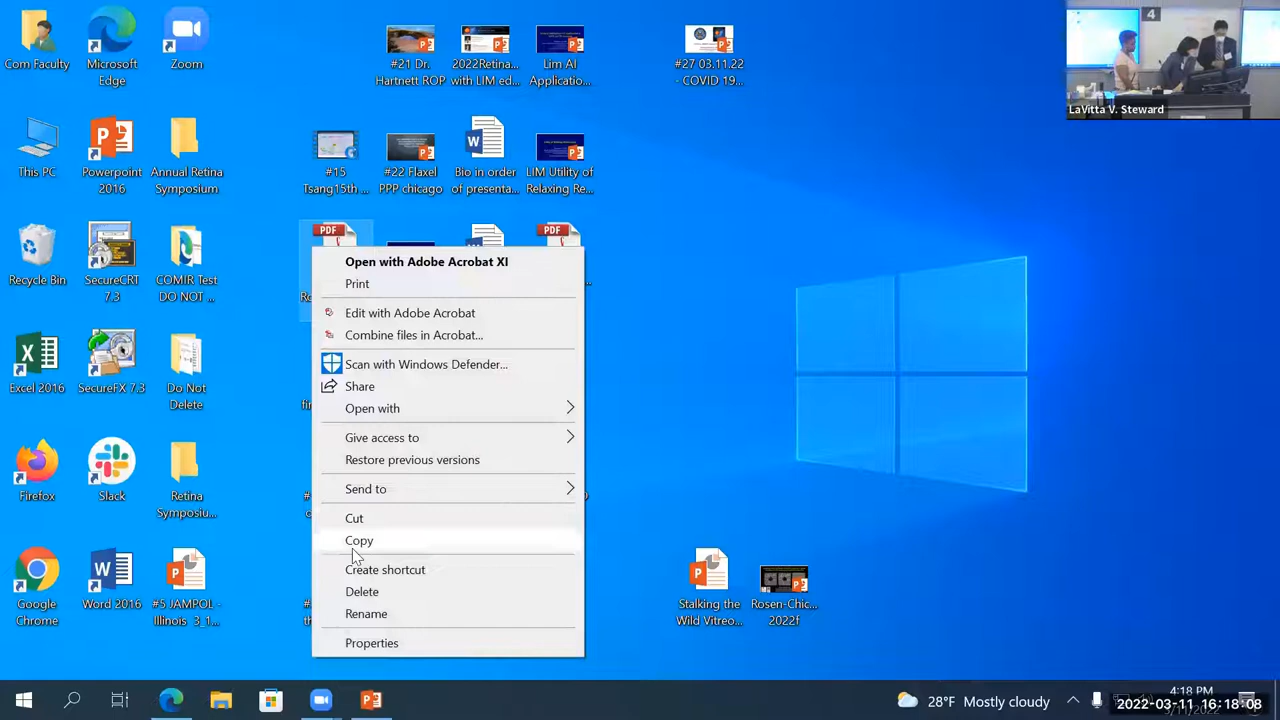 Com Faculty
Microsoft
Edge
Zoom
#21 Dr.
Hartnett ROP
2022Retina...
with LIM ed...
Lim AI
Applicatio...
#27 03.11.22
- COVID 19...
4
LaVitta V. Steward
This PC
Powerpoint
2016
Annual Retina
Symposium
#15
Tsang15th ...
#22 Flaxel
PPP chicago
Bio in order
of presenta...
LIM Utility of
Relaxing Re...
Recycle Bin
SecureCRT
7.3
COMIR Test
DO NOT ...
PDF
PDF
Open with Adobe Acrobat XI
Print
Edit with Adobe Acrobat
Combine files in Acrobat...
Scan with Windows Defender...
Share
Open with
Give access to
Restore previous versions
Send to
Cut
Copy
Create shortcut
Delete
Rename
Properties
Excel 2016
SecureFX 7.3
Do Not
Delete
Firefox
Slack
Retina
Symposiu...
Google
Chrome
Word 2016
#5 JAMPOL -
Illinois 3_1...
Stalking the
Wild Vitreo...
Rosen-Chic...
2022f
28°F Mostly cloudy
4:18 PM
2022-03-11 16:18:08